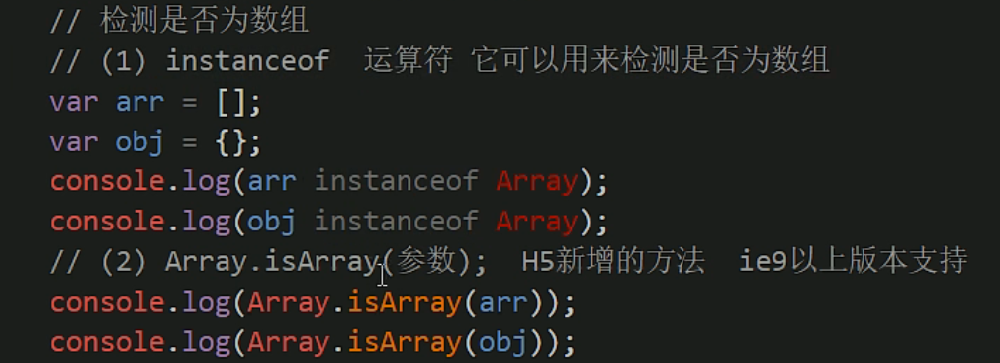 // 检测是否为数组
// (1) instanceof  运算符 它可以用来检测是否为数组
var arr = [];
var obj = {};
console.log(arr instanceof Array);
console.log(obj instanceof Array);
// (2) Array.isArray(参数);  H5新增的方法  ie9以上版本支持
console.log(Array.isArray(arr));
console.log(Array.isArray(obj));